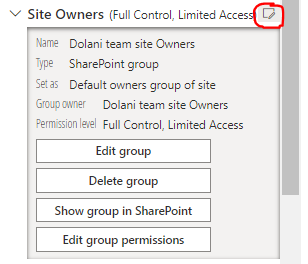 Site Owners (Full Control, Limited Access
Name Dolani team site Owners
Type SharePoint group
Set as Default owners group of site
Group owner Dolani team site Owners
Permission level Full Control, Limited Access
Edit group
Delete group
Show group in SharePoint
Edit group permissions